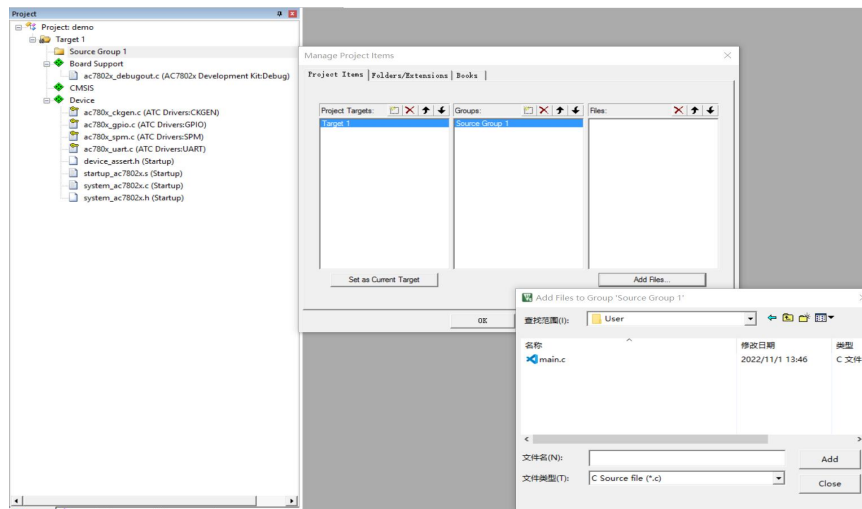 Project
Project: demo
Target 1
Source Group 1
Board Support
ac7802x_debugout.c (AC7802x Development Kit:Debug)
CMSIS
Device
ac780x_ckgen.c (ATC Drivers:CKGEN)
ac780x_gpio.c (ATC Drivers:GPIO)
ac780x_spm.c (ATC Drivers:SPM)
ac780x_uart.c (ATC Drivers:UART)
device_assert.h (Startup)
startup_ac7802x.s (Startup)
system_ac7802x.c (Startup)
system_ac7802x.h (Startup)
Manage Project Items
Project Items Folders/Extensions Books
Project Targets: Groups: Files:
Target 1 Source Group 1
Set as Current Target Add Files...
OK
Add Files to Group 'Source Group 1'
查找范围(I): User
名称 修改日期 类型
main.c 2022/11/1 13:46 C 文件
文件名(N): Add
文件类型(T): C Source file (*.c) Close